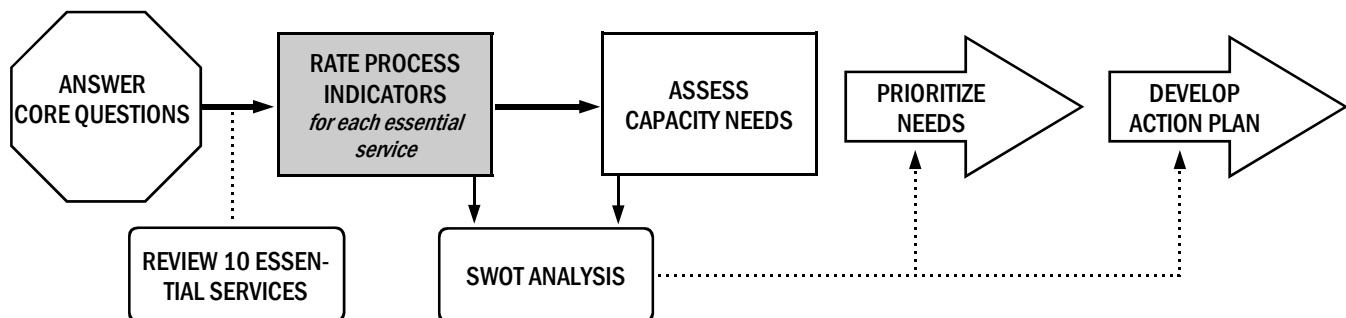 ANSWER
CORE QUESTIONS
RATE PROCESS
INDICATORS
for each essential
service
ASSESS
CAPACITY NEEDS
PRIORITIZE
NEEDS
DEVELOP
ACTION PLAN
REVIEW 10 ESSEN-
TIAL SERVICES
SWOT ANALYSIS